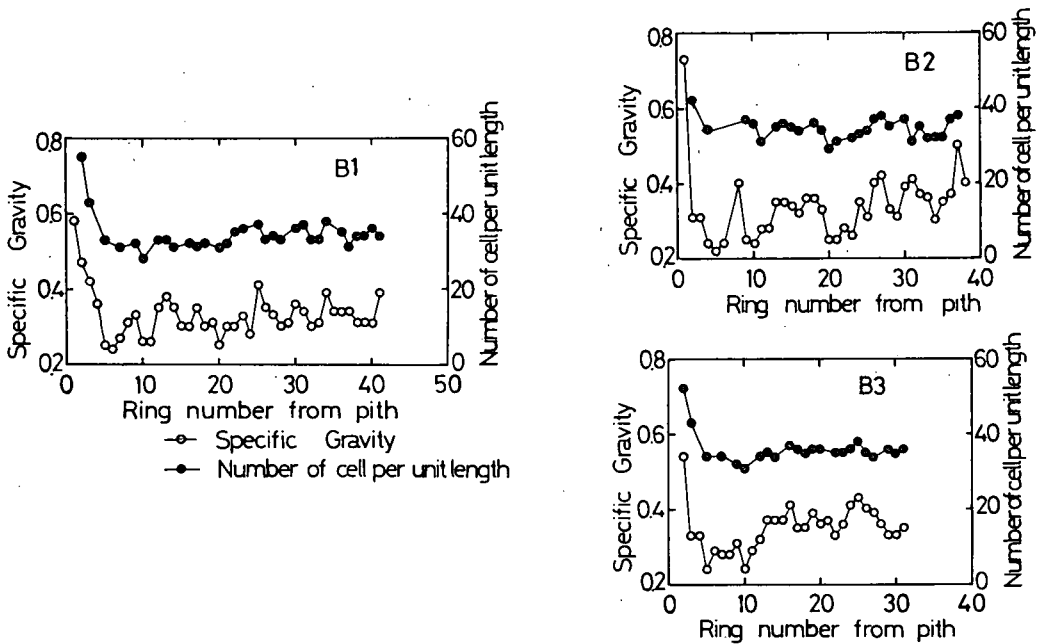 B1
0.8
0.6
0.4
0.2
Specific Gravity
60
40
20
0
Number of cell per unit length
0 10 20 30 40 50
Ring number from pith
Specific Gravity
Number of cell per unit length
B2
0.8
0.6
0.4
0.2
Specific Gravity
60
40
20
0
Number of cell per unit length
0 10 20 30 40
Ring number from pith
B3
0.8
0.6
0.4
0.2
Specific Gravity
60
40
20
0
Number of cell per unit length
0 10 20 30 40
Ring number from pith